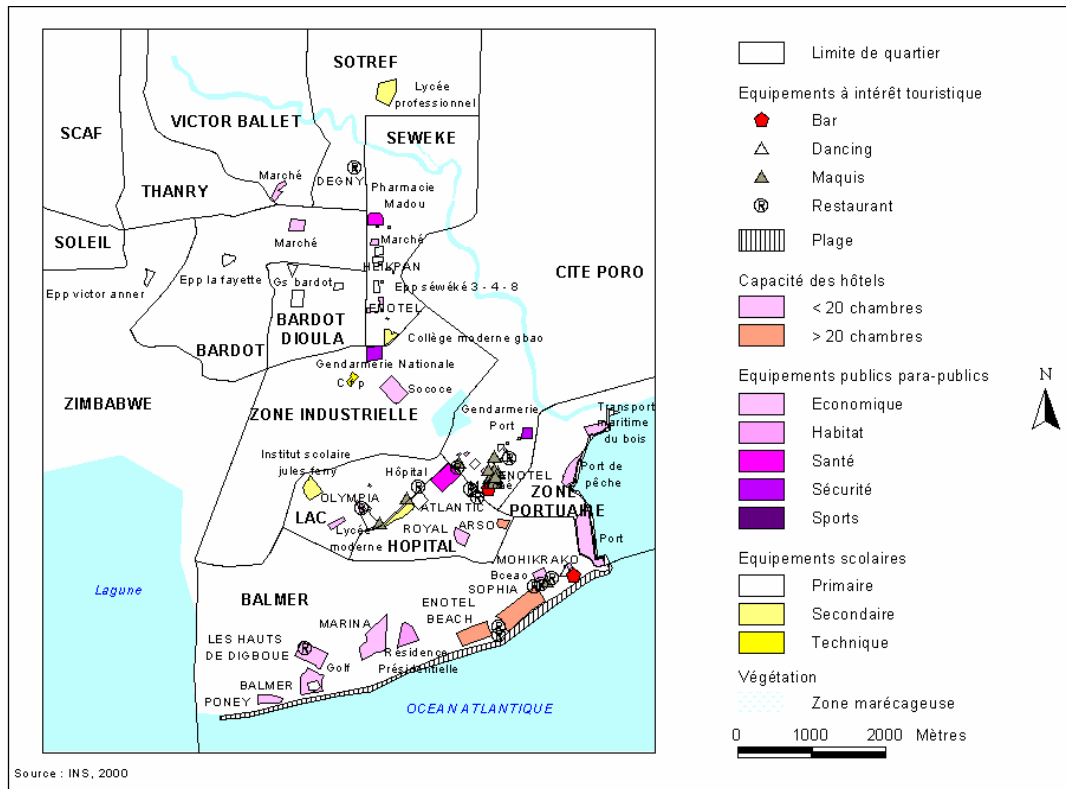 SOTREF
Lycée
professionnel
VICTOR BALLET
SCAF
SEWEKE
DEGNY
Marché
THANRY
Pharmacie
Madou
SOLEIL
Marché
Marché
HEIKPAN
CITE PORO
Epp victor anner
Epp la fayette
Gs bardot
Epp séwéké 3 - 4 - 8
ENOTEL
BARDOT
DIOULA
Collège moderne gbao
BARDOT
Gendarmerie Nationale
Sococe
ZIMBABWE
ZONE INDUSTRIELLE
Gendarmerie
Port
Transport
maritime
du bois
Institut scolaire
jules ferry
Hôpital
ENOTEL
Port de
pêche
OLYMPIA
ATLANTIC
ZONE
PORTUAIRE
LAC
Lycée
moderne
ROYAL
ARSO
HOPITAL
Port
MOHIKRAKO
Bceao
SOPHIA
Lagune
BALMER
ENOTEL
BEACH
MARINA
LES HAUTS
DE DIGBOUE
Résidence
Présidentielle
Golf
BALMER
PONEY
OCEAN ATLANTIQUE
Source : INS, 2000
Limite de quartier
Equipements à intérêt touristique
Bar
Dancing
Maquis
R Restaurant
Plage
Capacité des hôtels
< 20 chambres
> 20 chambres
Equipements publics para-publics
Economique
Habitat
Santé
Sécurité
Sports
Equipements scolaires
Primaire
Secondaire
Technique
Végétation
Zone marécageuse
0 1000 2000 Mètres
N